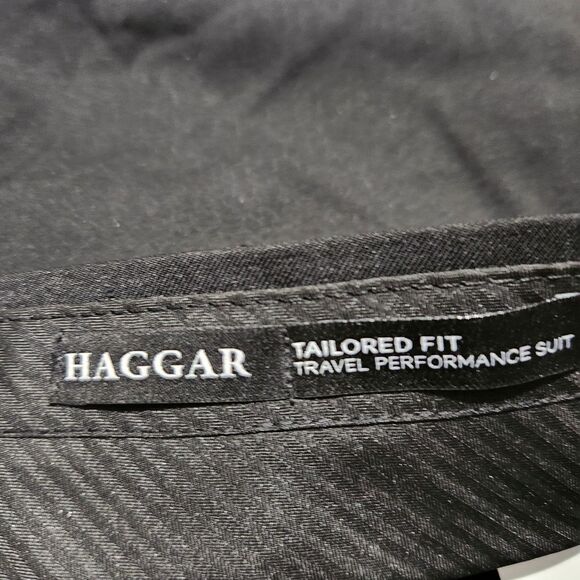 HAGGAR
TAILORED FIT
TRAVEL PERFORMANCE SUIT